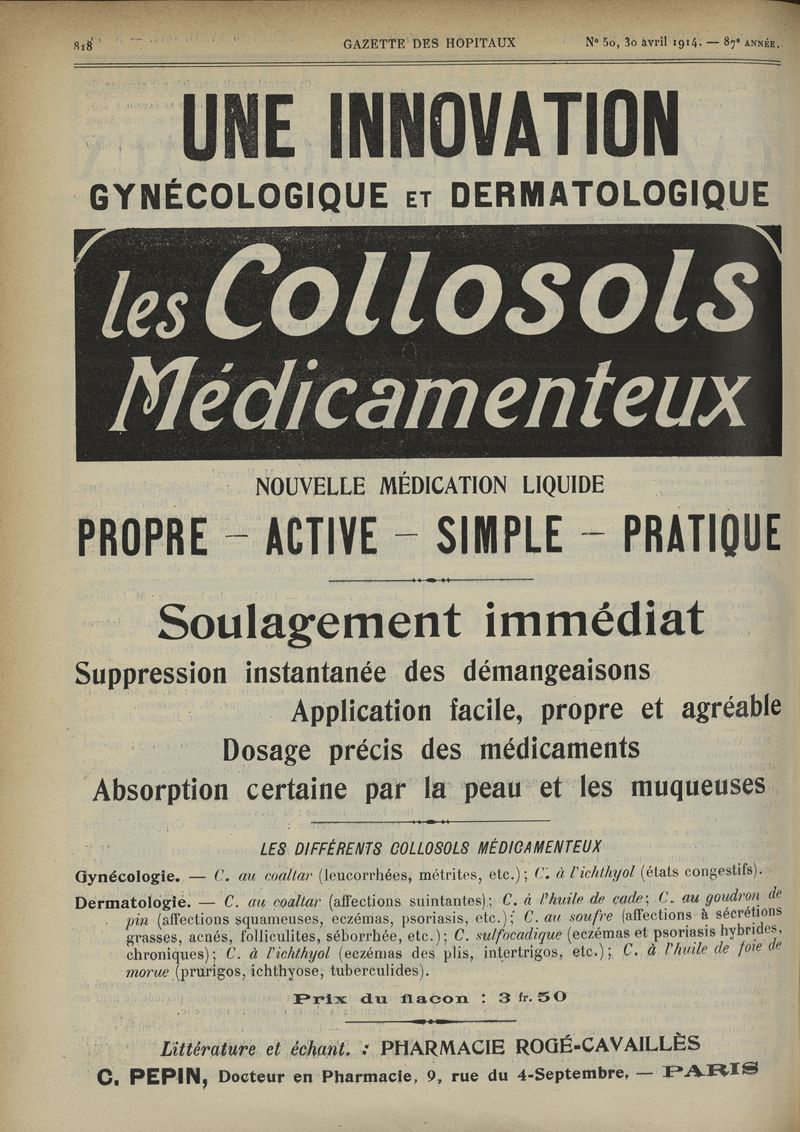 818
GAZETTE DES HOPITAUX
N° 50, 30 avril 1914. — 87e ANNÉE.
UNE INNOVATION
GYNÉCOLOGIQUE ET DERMATOLOGIQUE
les Collosols
Médicamenteux
NOUVELLE MÉDICATION LIQUIDE
PROPRE — ACTIVE — SIMPLE — PRATIQUE
Soulagement immédiat
Suppression instantanée des démangeaisons
Application facile, propre et agréable
Dosage précis des médicaments
Absorption certaine par la peau et les muqueuses
LES DIFFÉRENTS COLLOSOLS MÉDICAMENTEUX
Gynécologie. — C. au coaltar (leucorrhées, métrites, etc.); C. à l'ichthyol (états congestifs).
Dermatologie. — C. au coaltar (affections suintantes); C. à l'huile de cade; C. au goudron de
pin (affections squameuses, eczémas, psoriasis, etc.); C. au soufre (affections à sécrétions
grasses, acnés, folliculites, séborrhée, etc.); C. sulfocadique (eczémas et psoriasis hybrides,
chroniques); C. à l'ichthyol (eczémas des plis, intertrigos, etc.); C. à l'huile de foie de
morue (prurigos, ichthyose, tuberculides).
Prix du flacon : 3 fr. 50
Littérature et échant. : PHARMACIE ROGÉ-CAVAILLÈS
C. PEPIN, Docteur en Pharmacie, 9, rue du 4-Septembre, — PARIS